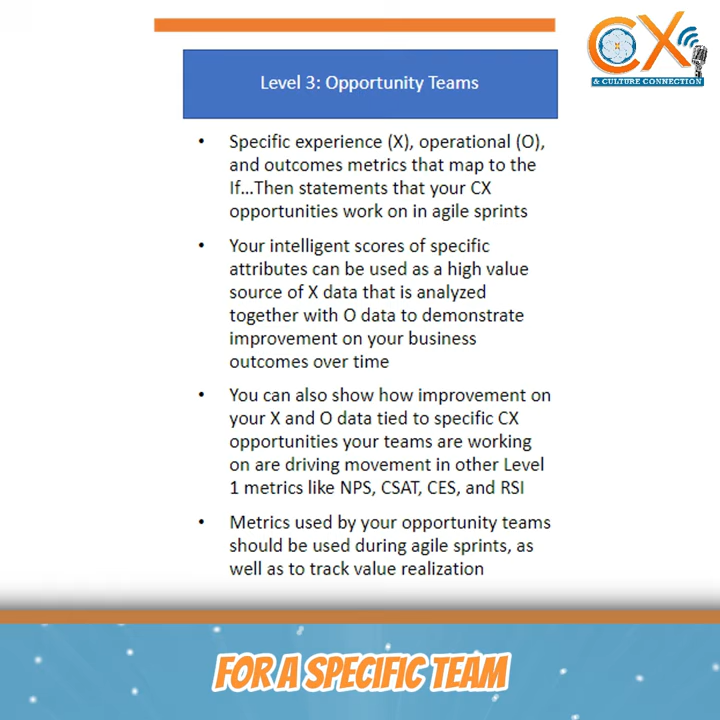 CX
& CULTURE CONNECTION
Level 3: Opportunity Teams
• Specific experience (X), operational (O),
and outcomes metrics that map to the
If...Then statements that your CX
opportunities work on in agile sprints
• Your intelligent scores of specific
attributes can be used as a high value
source of X data that is analyzed
together with O data to demonstrate
improvement on your business
outcomes over time
• You can also show how improvement on
your X and O data tied to specific CX
opportunities your teams are working
on are driving movement in other Level
1 metrics like NPS, CSAT, CES, and RSI
• Metrics used by your opportunity teams
should be used during agile sprints, as
well as to track value realization
FOR A SPECIFIC TEAM